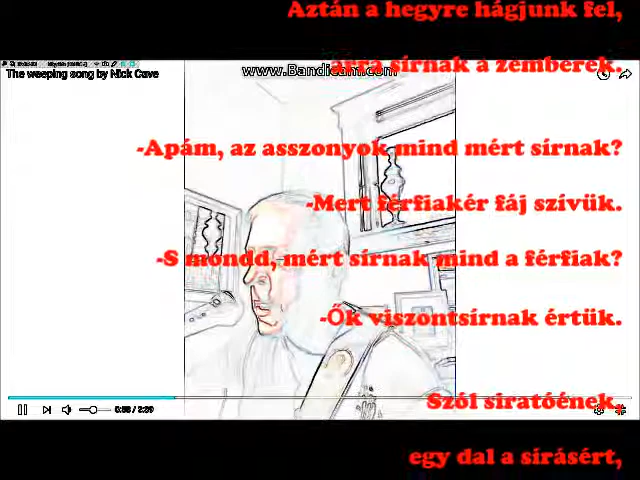 Aztán a hegyre hágjunk fel,
arra sírnak a zemberek.
www.Bandicam.com
The weeping song by Nick Cave
-Apám, az asszonyok mind mért sírnak?
-Mert férfiakér fáj szívük.
-S mondd, mért sírnak mind a férfiak?
-Ők viszontsírnak értük.
Szól siratóének,
egy dal a sírásért,